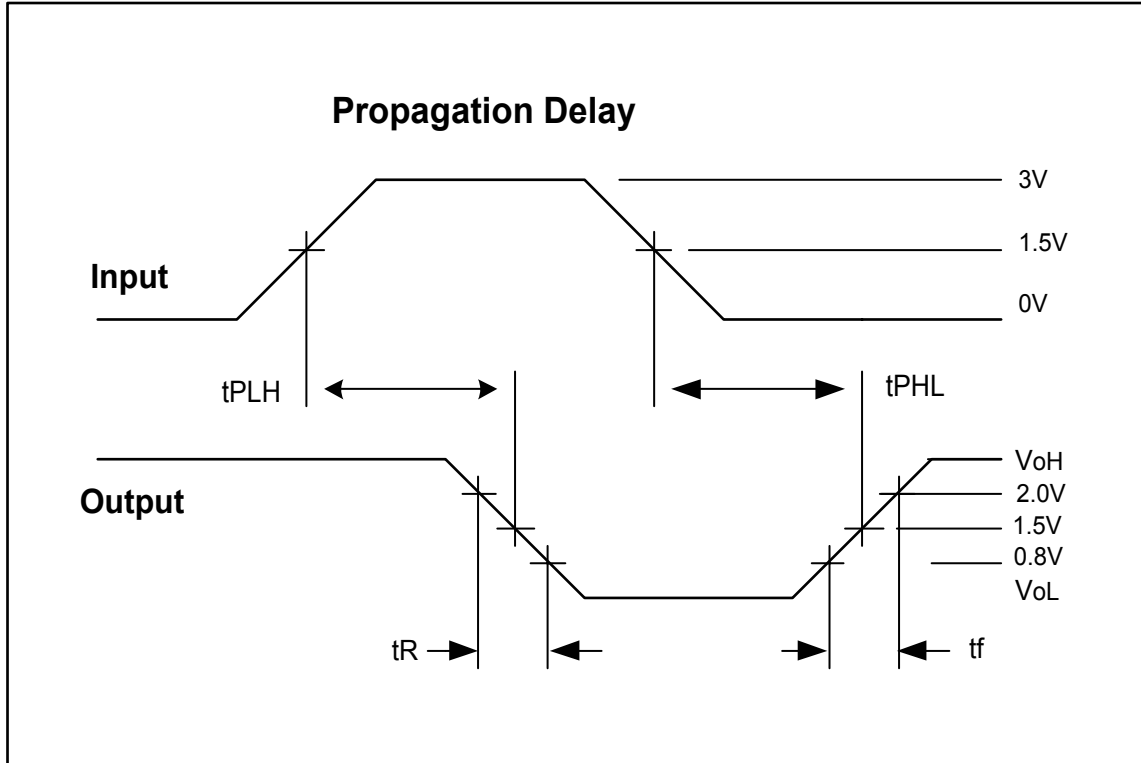 Propagation Delay
3V
1.5V
Input
0V
tPLH
tPHL
VoH
Output
2.0V
1.5V
0.8V
VoL
tR
tf